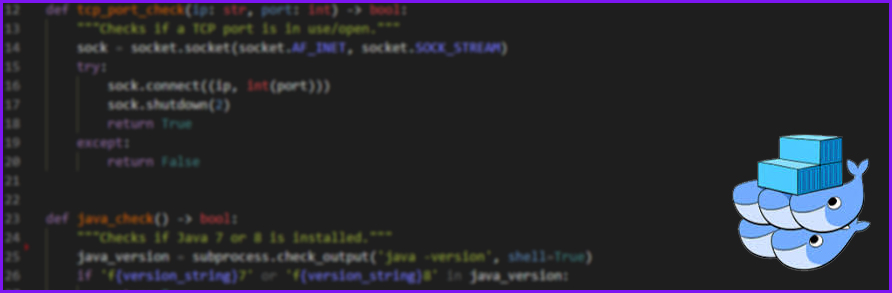 12 def tcp_port_check(ip: str, port: int) -> bool:
13 """Checks if a TCP port is in use/open."""
14 sock = socket.socket(socket.AF_INET, socket.SOCK_STREAM)
15 try:
16 sock.connect((ip, int(port)))
17 sock.shutdown(2)
18 return True
19 except:
20 return False
21
22
23 def java_check() -> bool:
24 """Checks if Java 7 or 8 is installed."""
25 java_version = subprocess.check_output('java -version', shell=True)
26 if 'f{version_string}7' or 'f{version_string}8' in java_version: